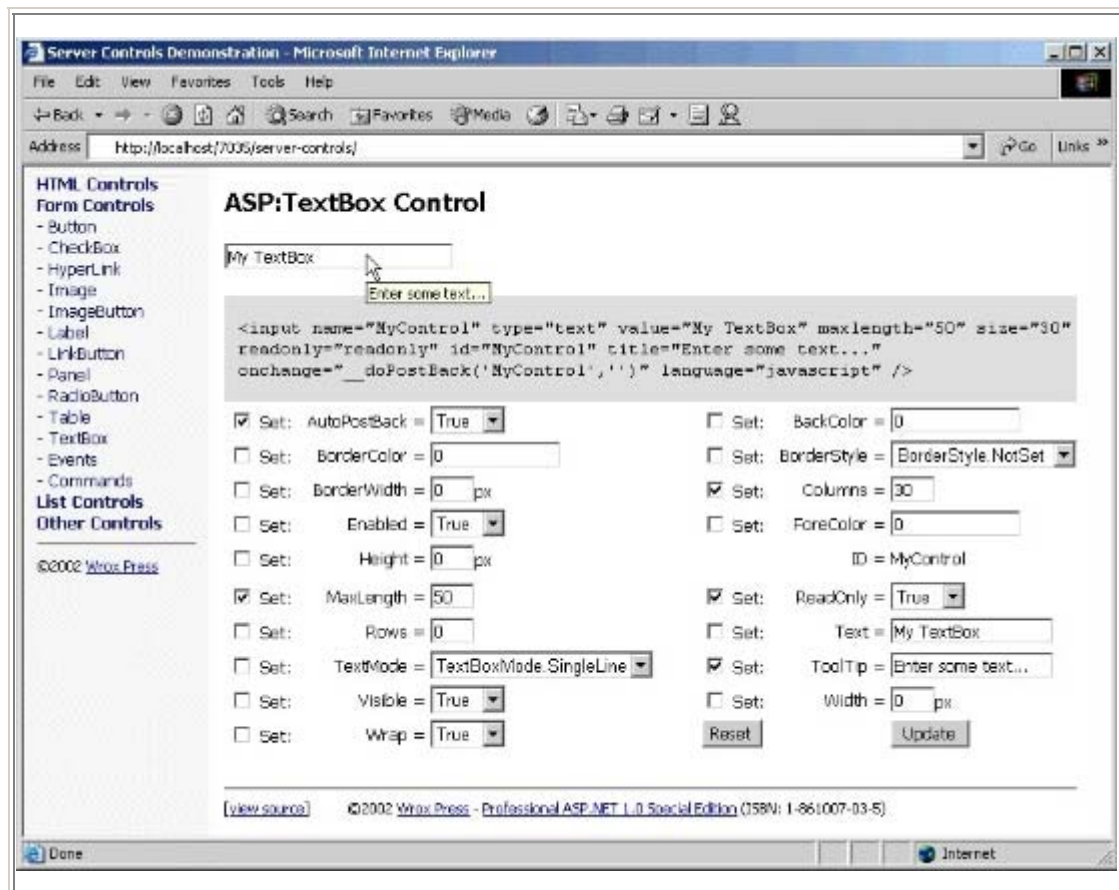 Server Controls Demonstration - Microsoft Internet Explorer
File Edit View Favorites Tools Help
Back Search Favorites Media
Address http://localhost/7035/server-controls/ Go Links »
HTML Controls
Form Controls
- Button
- CheckBox
- HyperLink
- Image
- ImageButton
- Label
- LinkButton
- Panel
- RadioButton
- Table
- TextBox
- Events
- Commands
List Controls
Other Controls
©2002 Wrox Press
ASP:TextBox Control
My TextBox
Enter some text...
<input name="MyControl" type="text" value="My TextBox" maxlength="50" size="30"
readonly="readonly" id="MyControl" title="Enter some text..."
onchange="__doPostBack('MyControl','')" language="javascript" />
Set: AutoPostBack = True Set: BackColor = 0
Set: BorderColor = 0 Set: BorderStyle = BorderStyle.NotSet
Set: BorderWidth = 0 px Set: Columns = 30
Set: Enabled = True Set: ForeColor = 0
Set: Height = 0 px ID = MyControl
Set: MaxLength = 50 Set: ReadOnly = True
Set: Rows = 0 Set: Text = My TextBox
Set: TextMode = TextBoxMode.SingleLine Set: ToolTip = Enter some text...
Set: Visible = True Set: Width = 0 px
Set: Wrap = True Reset Update
[view source] ©2002 Wrox Press - Professional ASP.NET 1.0 Special Edition (ISBN: 1-861007-03-5)
Done Internet